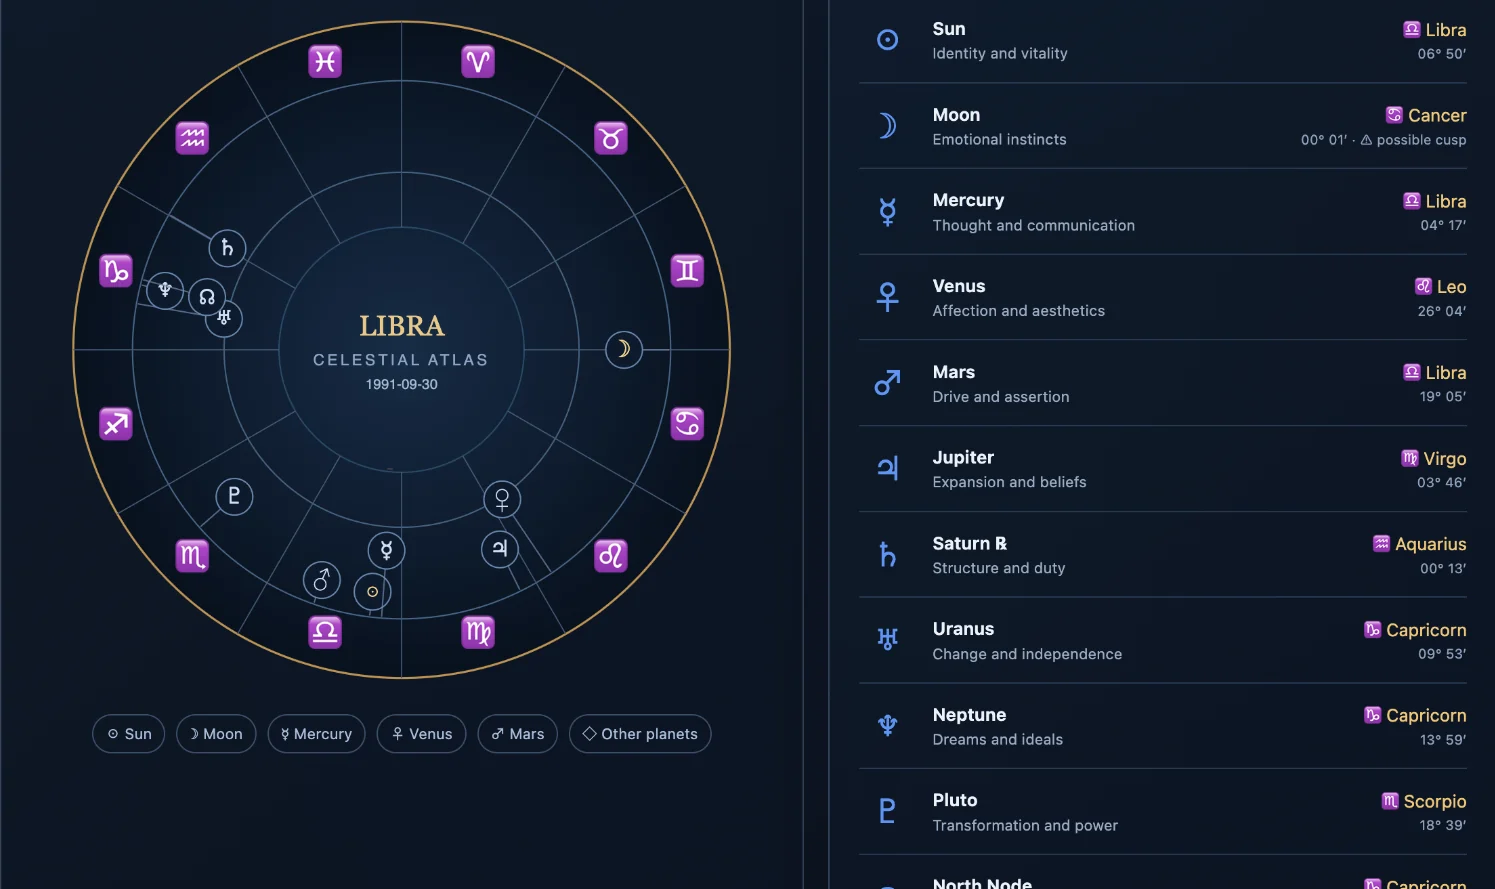 ♓ ♈
♒ ♉
♑ ♊
♄
♆ ☊
♅
☽
♐ ♋
♇ ♀
♏ ☿ ♃ ♌
♂ ☉
♎ ♍
LIBRA
CELESTIAL ATLAS
1991-09-30
☉ Sun
☽ Moon
☿ Mercury
♀ Venus
♂ Mars
◇ Other planets
☉ Sun ♎ Libra
Identity and vitality 06° 50′
☽ Moon ♋ Cancer
Emotional instincts 00° 01′ · ⚠ possible cusp
☿ Mercury ♎ Libra
Thought and communication 04° 17′
♀ Venus ♌ Leo
Affection and aesthetics 26° 04′
♂ Mars ♎ Libra
Drive and assertion 19° 05′
♃ Jupiter ♍ Virgo
Expansion and beliefs 03° 46′
♄ Saturn ℞ ♒ Aquarius
Structure and duty 00° 13′
♅ Uranus ♑ Capricorn
Change and independence 09° 53′
♆ Neptune ♑ Capricorn
Dreams and ideals 13° 59′
♇ Pluto ♏ Scorpio
Transformation and power 18° 39′
North Node ♑ Capricorn